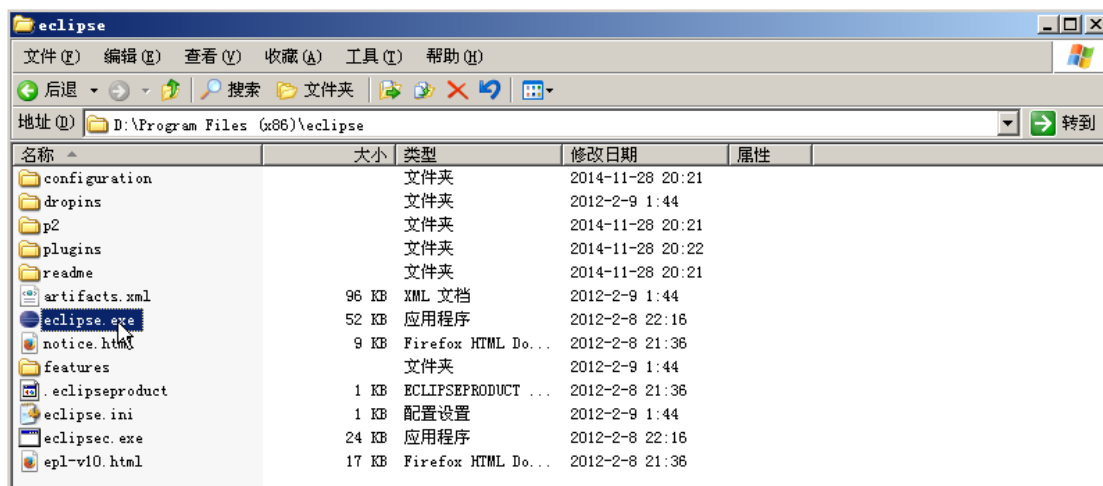 eclipse
文件(F) 编辑(E) 查看(V) 收藏(A) 工具(T) 帮助(H)
后退 搜索 文件夹
地址(D) D:\Program Files (x86)\eclipse 转到
名称 大小 类型 修改日期 属性
configuration 文件夹 2014-11-28 20:21
dropins 文件夹 2012-2-9 1:44
p2 文件夹 2014-11-28 20:21
plugins 文件夹 2014-11-28 20:22
readme 文件夹 2014-11-28 20:21
artifacts.xml 96 KB XML 文档 2012-2-9 1:44
eclipse.exe 52 KB 应用程序 2012-2-8 22:16
notice.html 9 KB Firefox HTML Do... 2012-2-8 21:36
features 文件夹 2012-2-9 1:44
.eclipseproduct 1 KB ECLIPSEPRODUCT ... 2012-2-8 21:36
eclipse.ini 1 KB 配置设置 2012-2-9 1:44
eclipsec.exe 24 KB 应用程序 2012-2-8 22:16
epl-v10.html 17 KB Firefox HTML Do... 2012-2-8 21:36